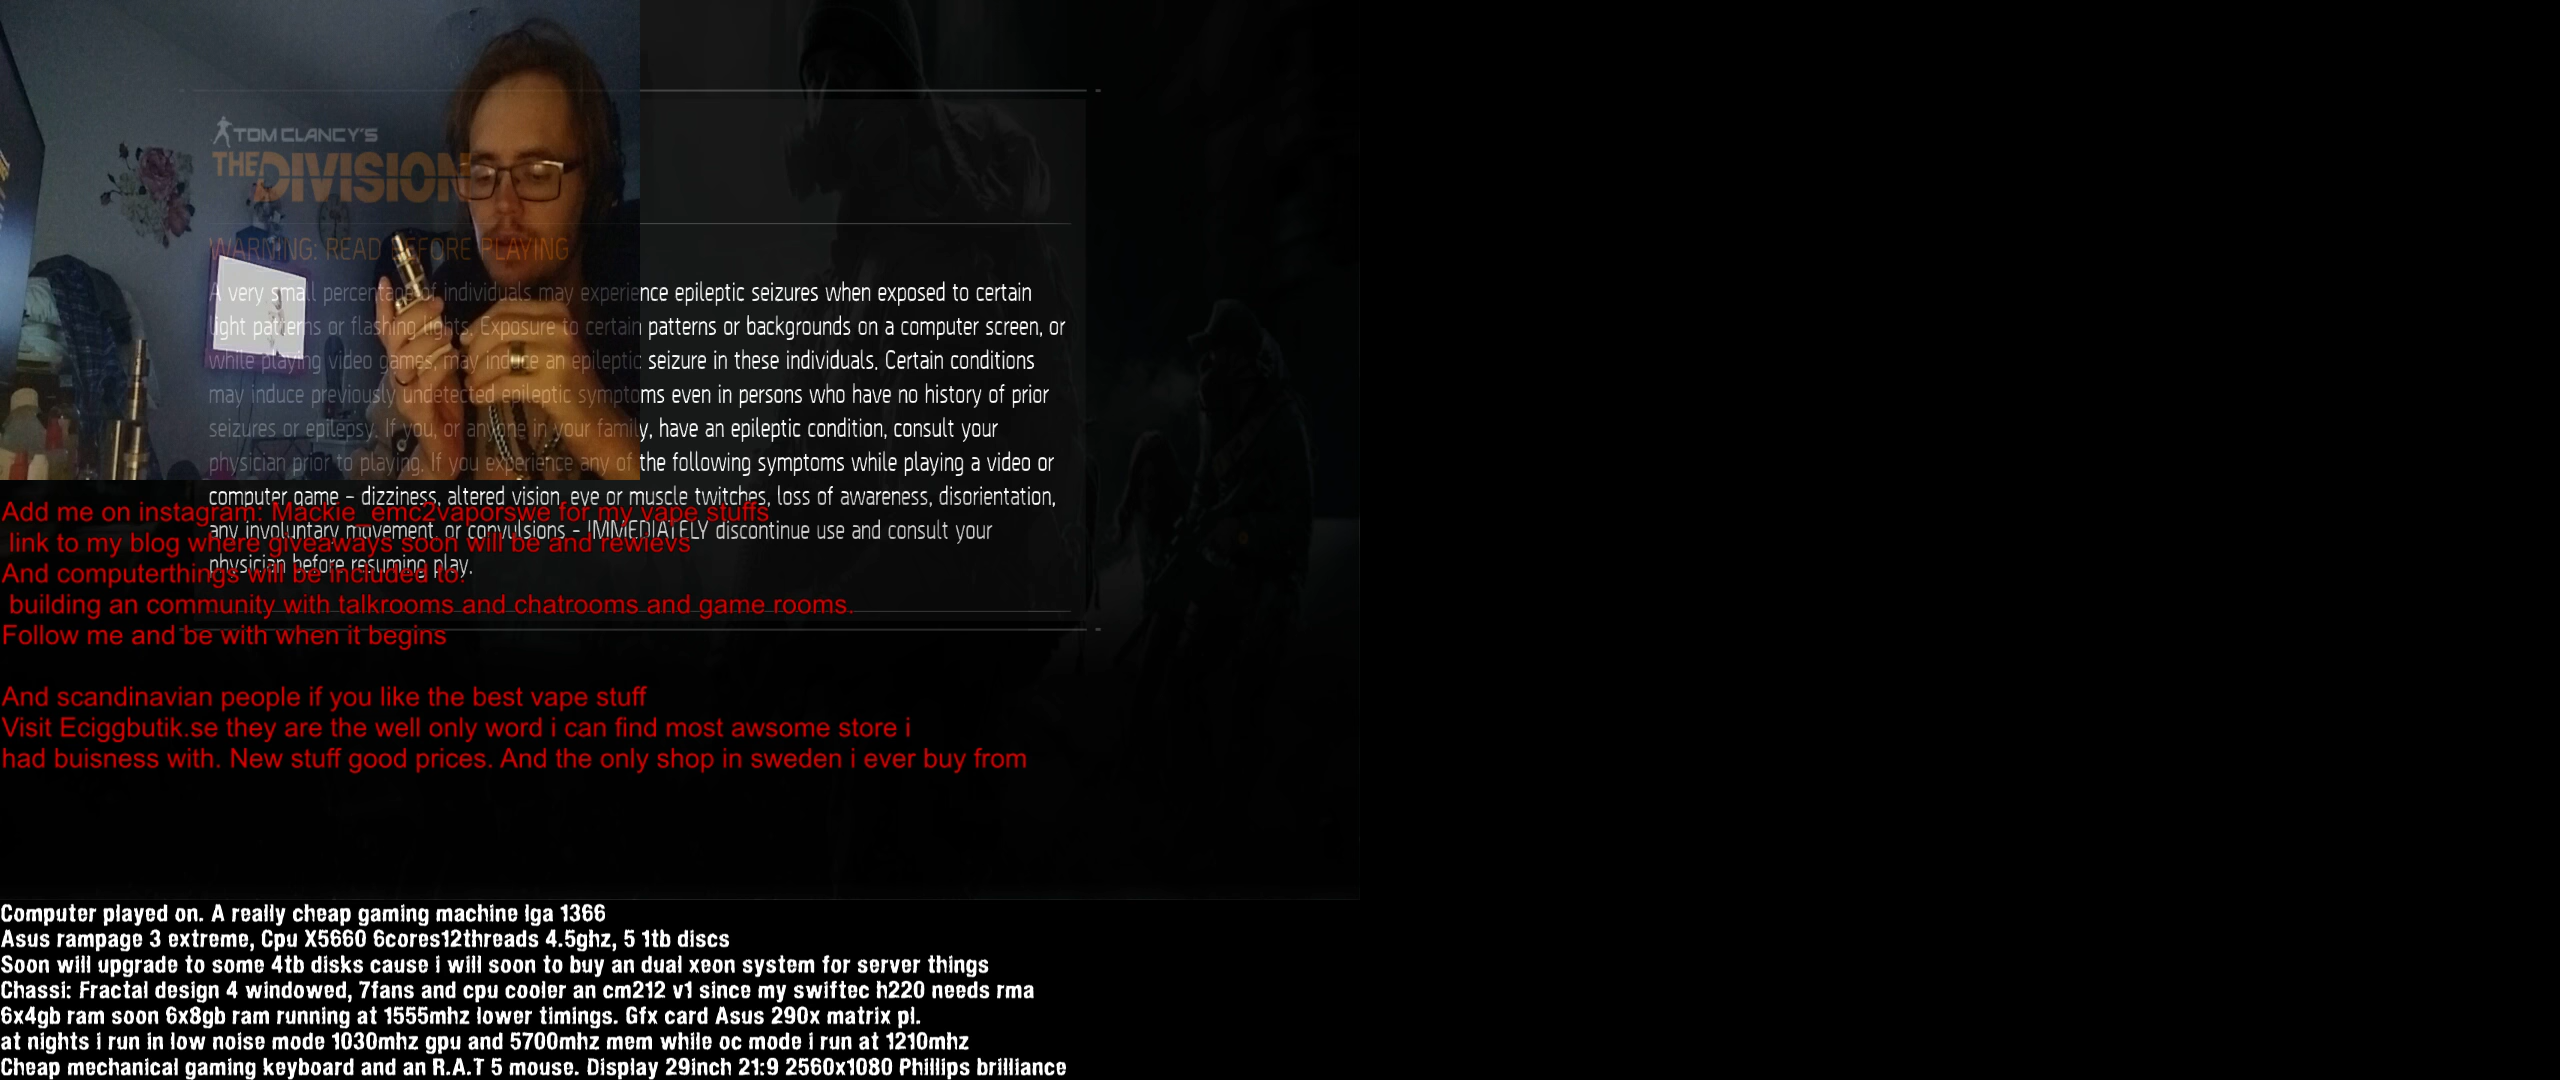 TOM CLANCY'S
THE DIVISION
WARNING: READ BEFORE PLAYING
A very small percentage of individuals may experience epileptic seizures when exposed to certain
light patterns or flashing lights. Exposure to certain patterns or backgrounds on a computer screen, or
while playing video games, may induce an epileptic seizure in these individuals. Certain conditions
may induce previously undetected epileptic symptoms even in persons who have no history of prior
seizures or epilepsy. If you, or anyone in your family, have an epileptic condition, consult your
physician prior to playing. If you experience any of the following symptoms while playing a video or
computer game – dizziness, altered vision, eye or muscle twitches, loss of awareness, disorientation,
any involuntary movement, or convulsions – IMMEDIATELY discontinue use and consult your
physician before resuming play.
Add me on instagram: Mackie_emc2vaporswe for my vape stuffs
link to my blog where giveaways soon will be and rewievs
And computerthings will be included to.
building an community with talkrooms and chatrooms and game rooms.
Follow me and be with when it begins
And scandinavian people if you like the best vape stuff
Visit Eciggbutik.se they are the well only word i can find most awsome store i
had buisness with. New stuff good prices. And the only shop in sweden i ever buy from
Computer played on. A really cheap gaming machine lga 1366
Asus rampage 3 extreme, Cpu X5660 6cores12threads 4.5ghz, 5 1tb discs
Soon will upgrade to some 4tb disks cause i will soon to buy an dual xeon system for server things
Chassi: Fractal design 4 windowed, 7fans and cpu cooler an cm212 v1 since my swiftec h220 needs rma
6x4gb ram soon 6x8gb ram running at 1555mhz lower timings. Gfx card Asus 290x matrix pl.
at nights i run in low noise mode 1030mhz gpu and 5700mhz mem while oc mode i run at 1210mhz
Cheap mechanical gaming keyboard and an R.A.T 5 mouse. Display 29inch 21:9 2560x1080 Phillips brilliance